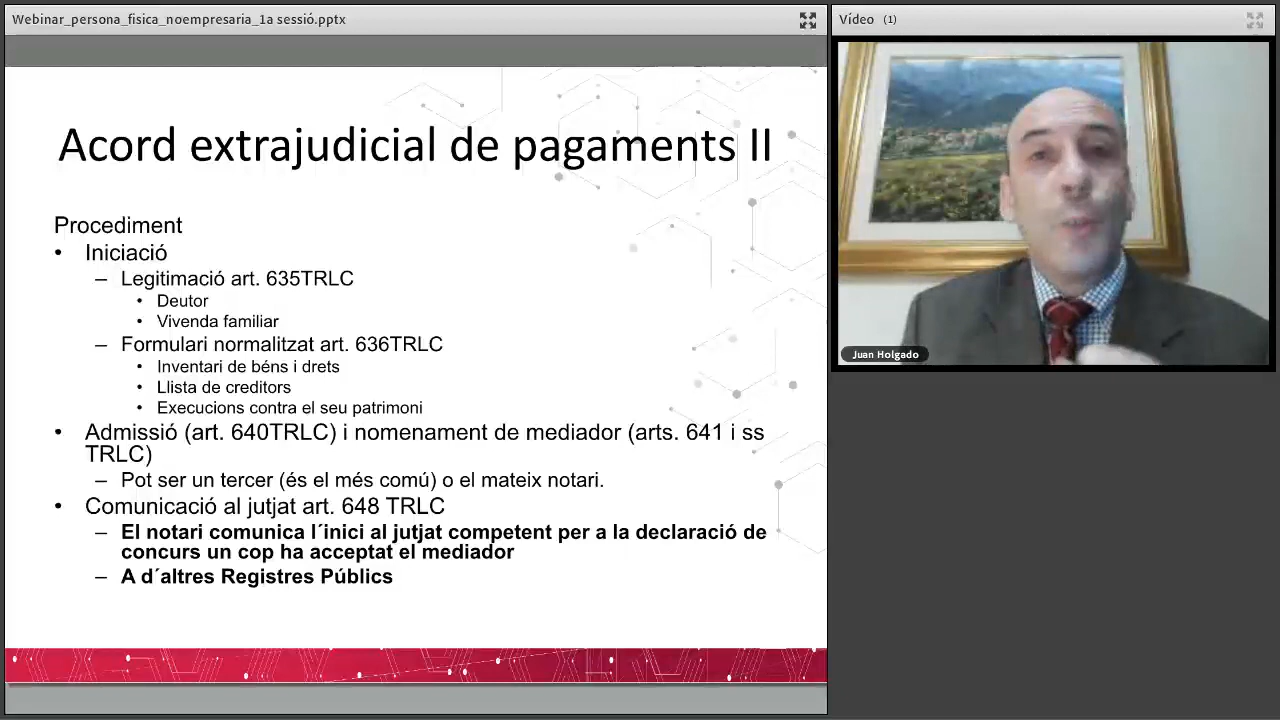 Webinar_persona_fisica_noempresaria_1a sessió.pptx
Vídeo (1)
Acord extrajudicial de pagaments II
Procediment
• Iniciació
– Legitimació art. 635TRLC
• Deutor
• Vivenda familiar
– Formulari normalitzat art. 636TRLC
• Inventari de béns i drets
• Llista de creditors
• Execucions contra el seu patrimoni
• Admissió (art. 640TRLC) i nomenament de mediador (arts. 641 i ss
TRLC)
– Pot ser un tercer (és el més comú) o el mateix notari.
• Comunicació al jutjat art. 648 TRLC
– El notari comunica l´inici al jutjat competent per a la declaració de
concurs un cop ha acceptat el mediador
– A d´altres Registres Públics
Juan Holgado